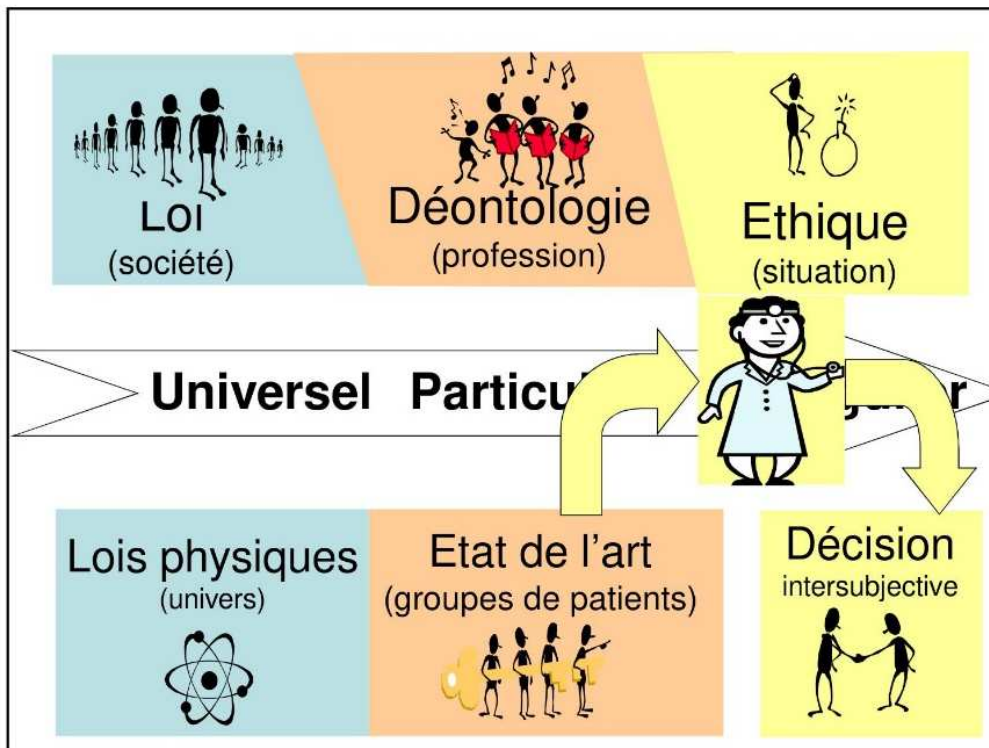 Loi
(société)
Déontologie
(profession)
Ethique
(situation)
Universel
Lois physiques
(univers)
Etat de l'art
(groupes de patients)
Décision
intersubjective